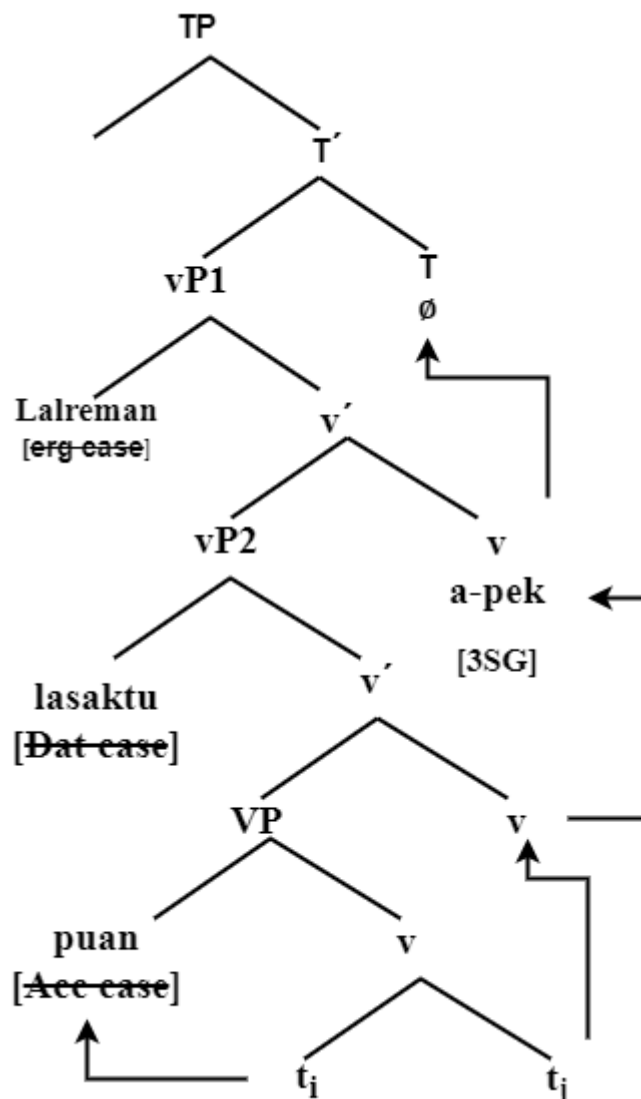 TP
T´
vP1
T
ø
Lalreman
[erg case]
v´
vP2
v
a-pek
[3SG]
lasaktu
[Dat case]
v´
VP
v
puan
[Acc case]
v
tᵢ
tⱼ